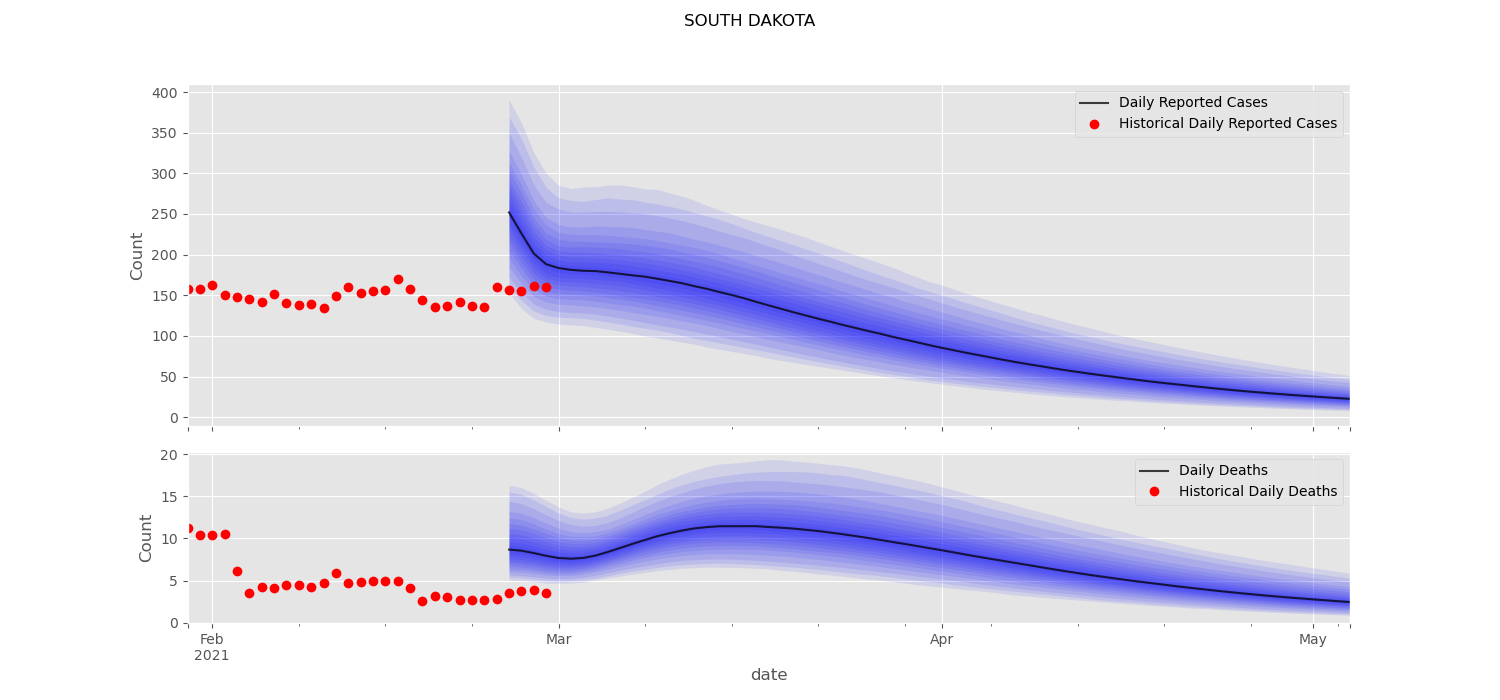 SOUTH DAKOTA
400
350
300
250
200
150
100
50
0
Count
Daily Reported Cases
Historical Daily Reported Cases
20
15
10
5
0
Count
Daily Deaths
Historical Daily Deaths
Feb
2021
Mar
Apr
May
date